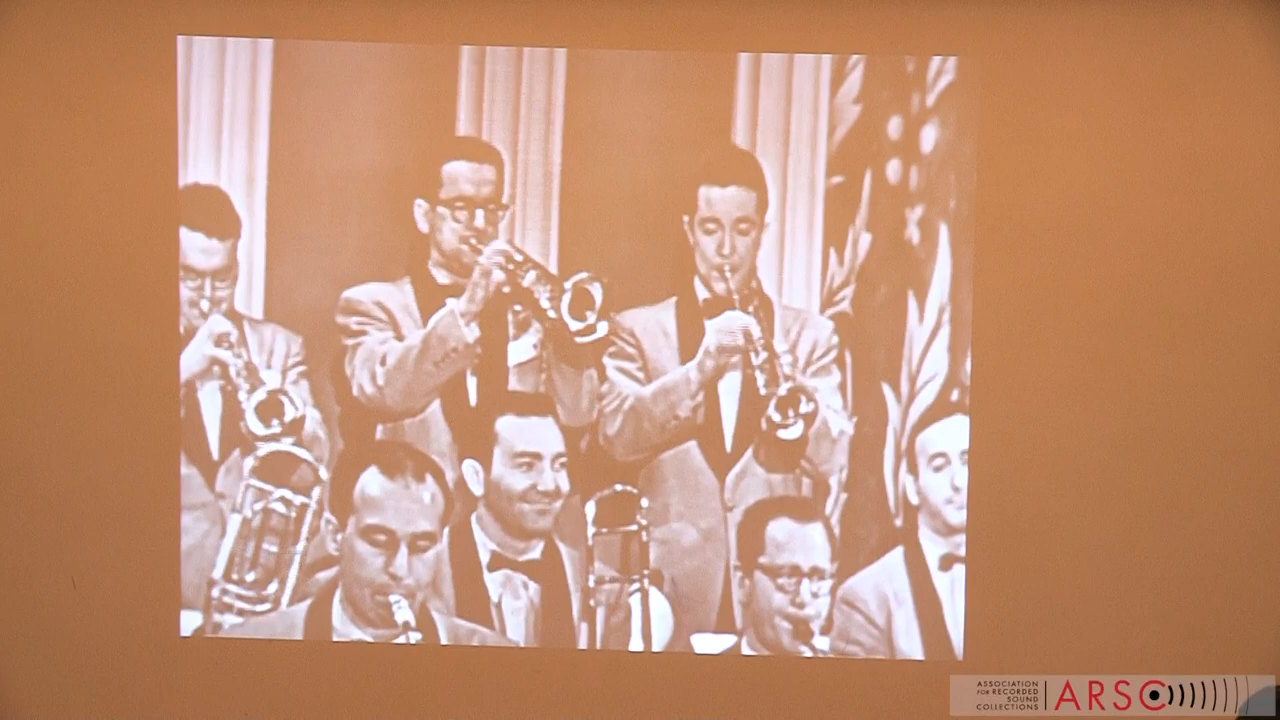 ASSOCIATION
FOR RECORDED
SOUND
COLLECTIONS
ARSC